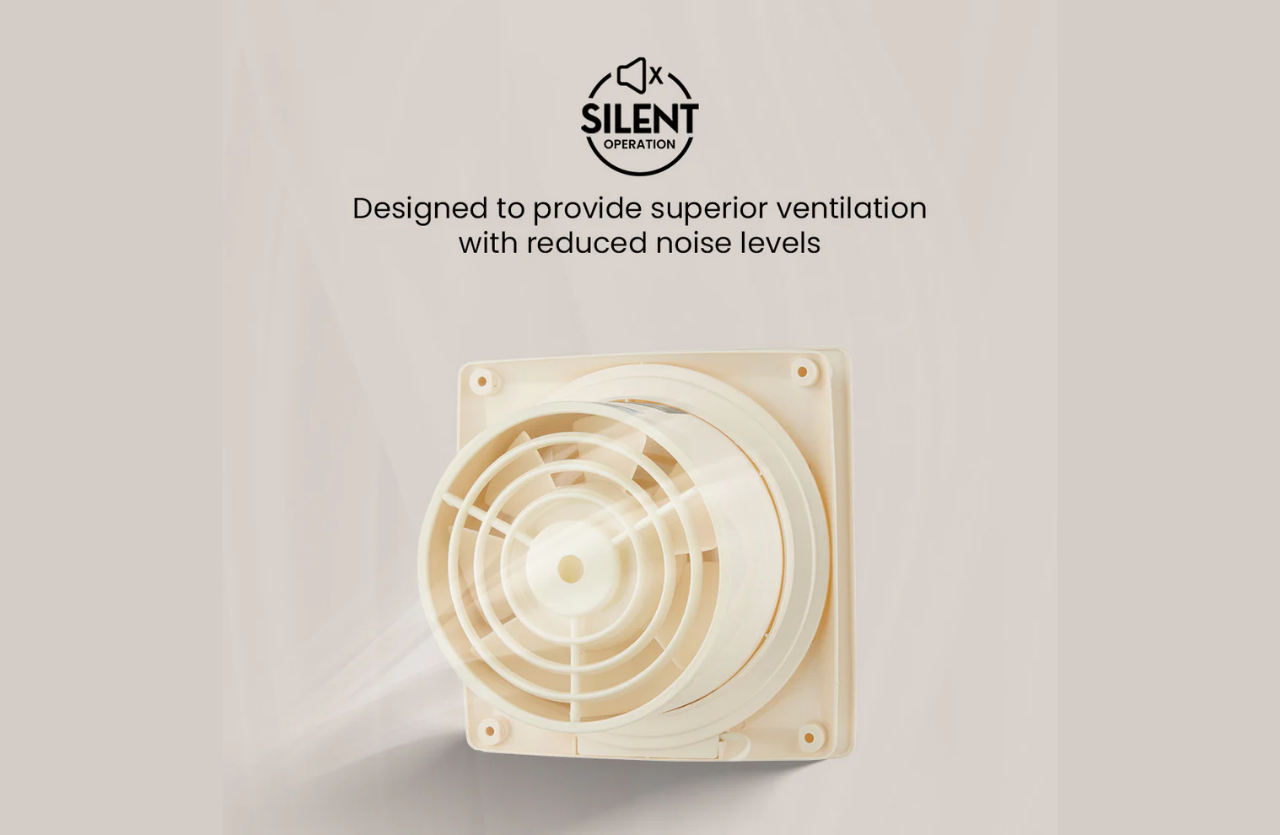 X
SILENT
OPERATION
Designed to provide superior ventilation
with reduced noise levels